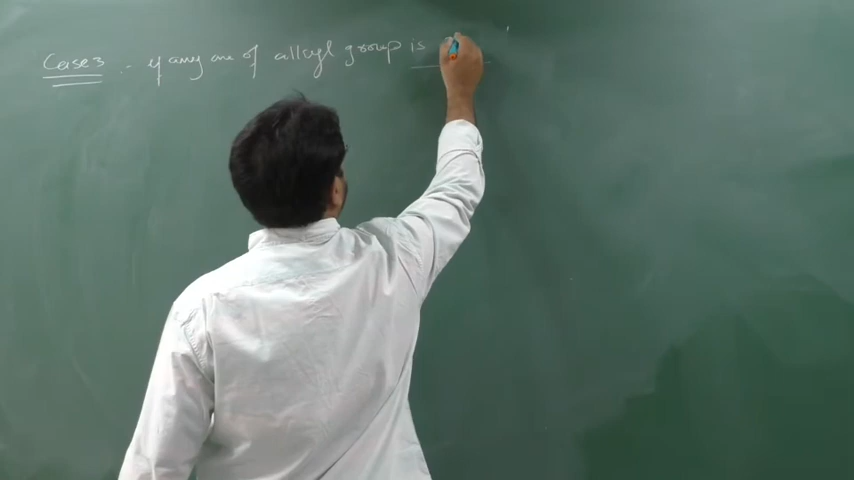 Case 3 :- if any one of alkyl group is